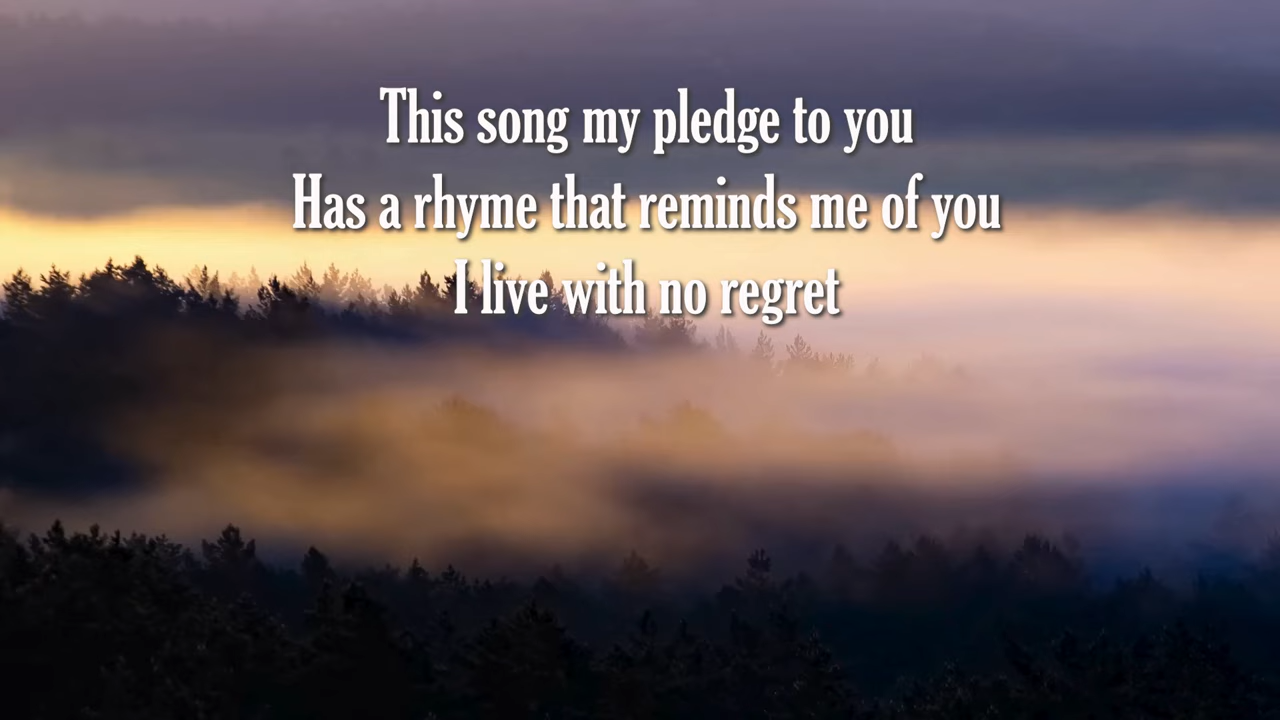 This song my pledge to you
Has a rhyme that reminds me of you
I live with no regret